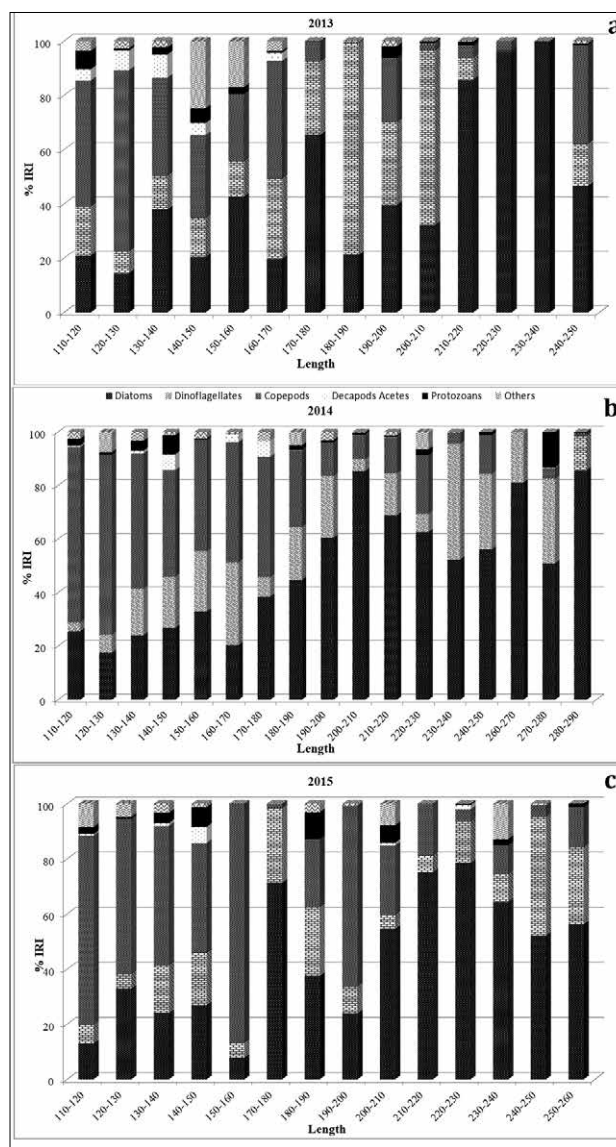 2013
a
100
80
60
40
20
0
% IRI
110-120 120-130 130-140 140-150 150-160 160-170 170-180 180-190 190-200 200-210 210-220 220-230 230-240 240-250
Length
Diatoms Dinoflagellates Copepods Decapods Acetes Protozoans Others
b
2014
100
80
60
40
20
0
% IRI
110-120 120-130 130-140 140-150 150-160 160-170 170-180 180-190 190-200 200-210 210-220 220-230 230-240 240-250 260-270 270-280 280-290
Length
2015
c
100
80
60
40
20
0
% IRI
110-120 120-130 130-140 140-150 150-160 170-180 180-190 190-200 200-210 210-220 220-230 230-240 240-250 250-260
Length